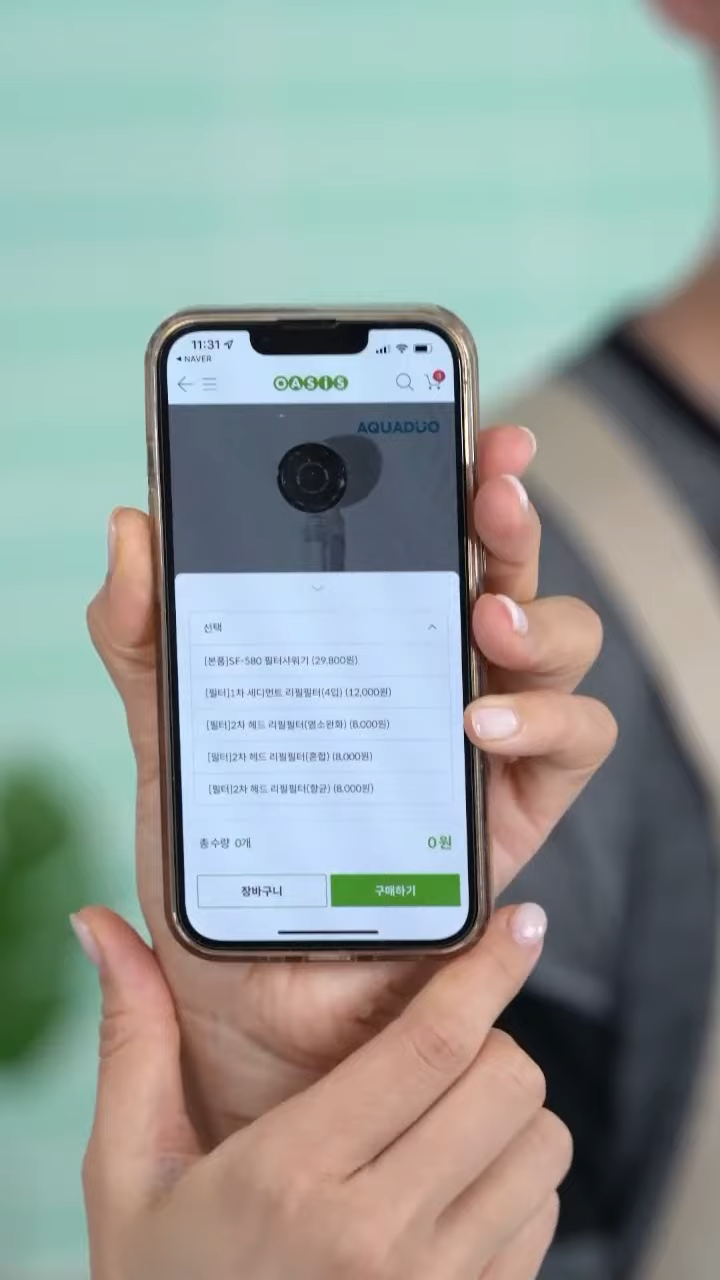 11:31
◀ NAVER
OASIS
AQUADUO
선택
[본품]SF-580 필터샤워기 (29,800원)
[필터]1차 세디먼트 리필필터(4입) (12,000원)
[필터]2차 헤드 리필필터(염소완화) (8,000원)
[필터]2차 헤드 리필필터(혼합) (8,000원)
[필터]2차 헤드 리필필터(항균) (8,000원)
총수량 0개 0원
장바구니 구매하기